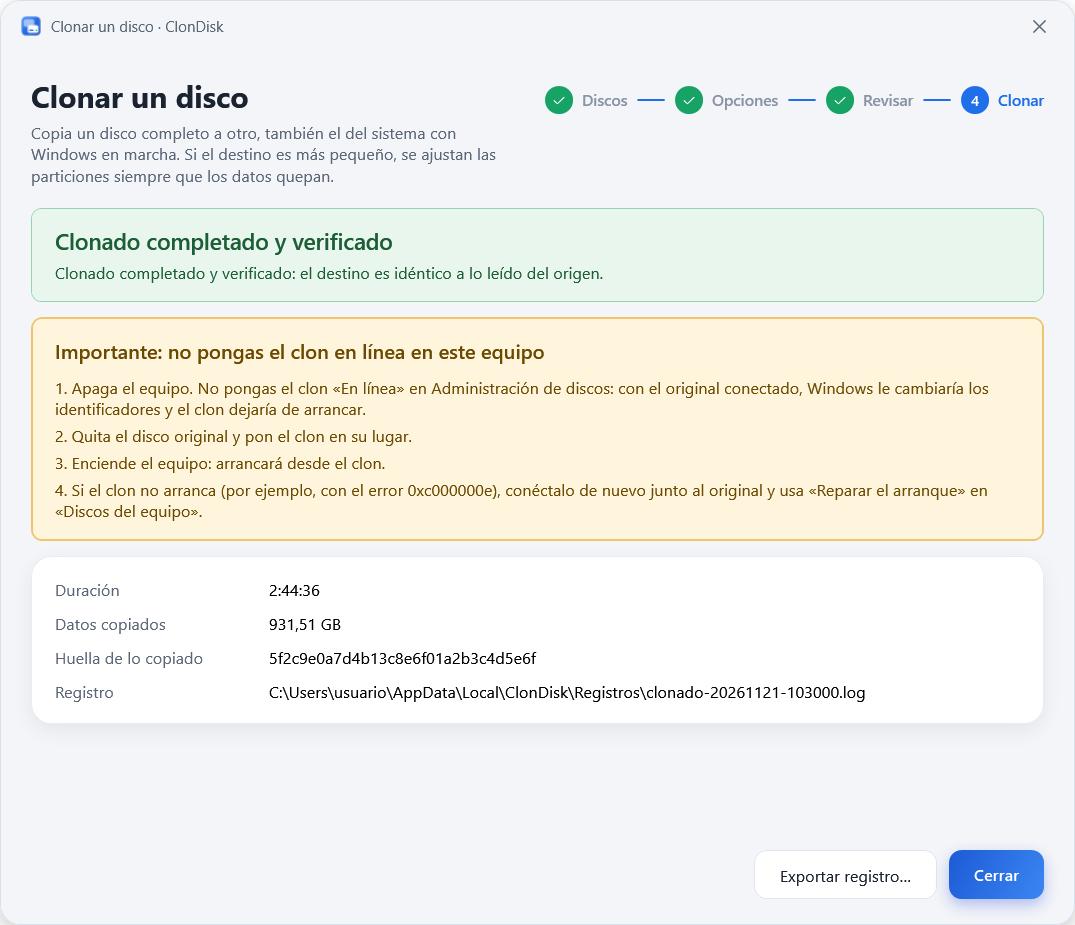 Clonar un disco · ClonDisk
Clonar un disco
Discos
Opciones
Revisar
4 Clonar
Copia un disco completo a otro, también el del sistema con
Windows en marcha. Si el destino es más pequeño, se ajustan las
particiones siempre que los datos quepan.
Clonado completado y verificado
Clonado completado y verificado: el destino es idéntico a lo leído del origen.
Importante: no pongas el clon en línea en este equipo
1. Apaga el equipo. No pongas el clon «En línea» en Administración de discos: con el original conectado, Windows le cambiaría los
identificadores y el clon dejaría de arrancar.
2. Quita el disco original y pon el clon en su lugar.
3. Enciende el equipo: arrancará desde el clon.
4. Si el clon no arranca (por ejemplo, con el error 0xc000000e), conéctalo de nuevo junto al original y usa «Reparar el arranque» en
«Discos del equipo».
Duración 2:44:36
Datos copiados 931,51 GB
Huella de lo copiado 5f2c9e0a7d4b13c8e6f01a2b3c4d5e6f
Registro C:\Users\usuario\AppData\Local\ClonDisk\Registros\clonado-20261121-103000.log
Exportar registro...
Cerrar